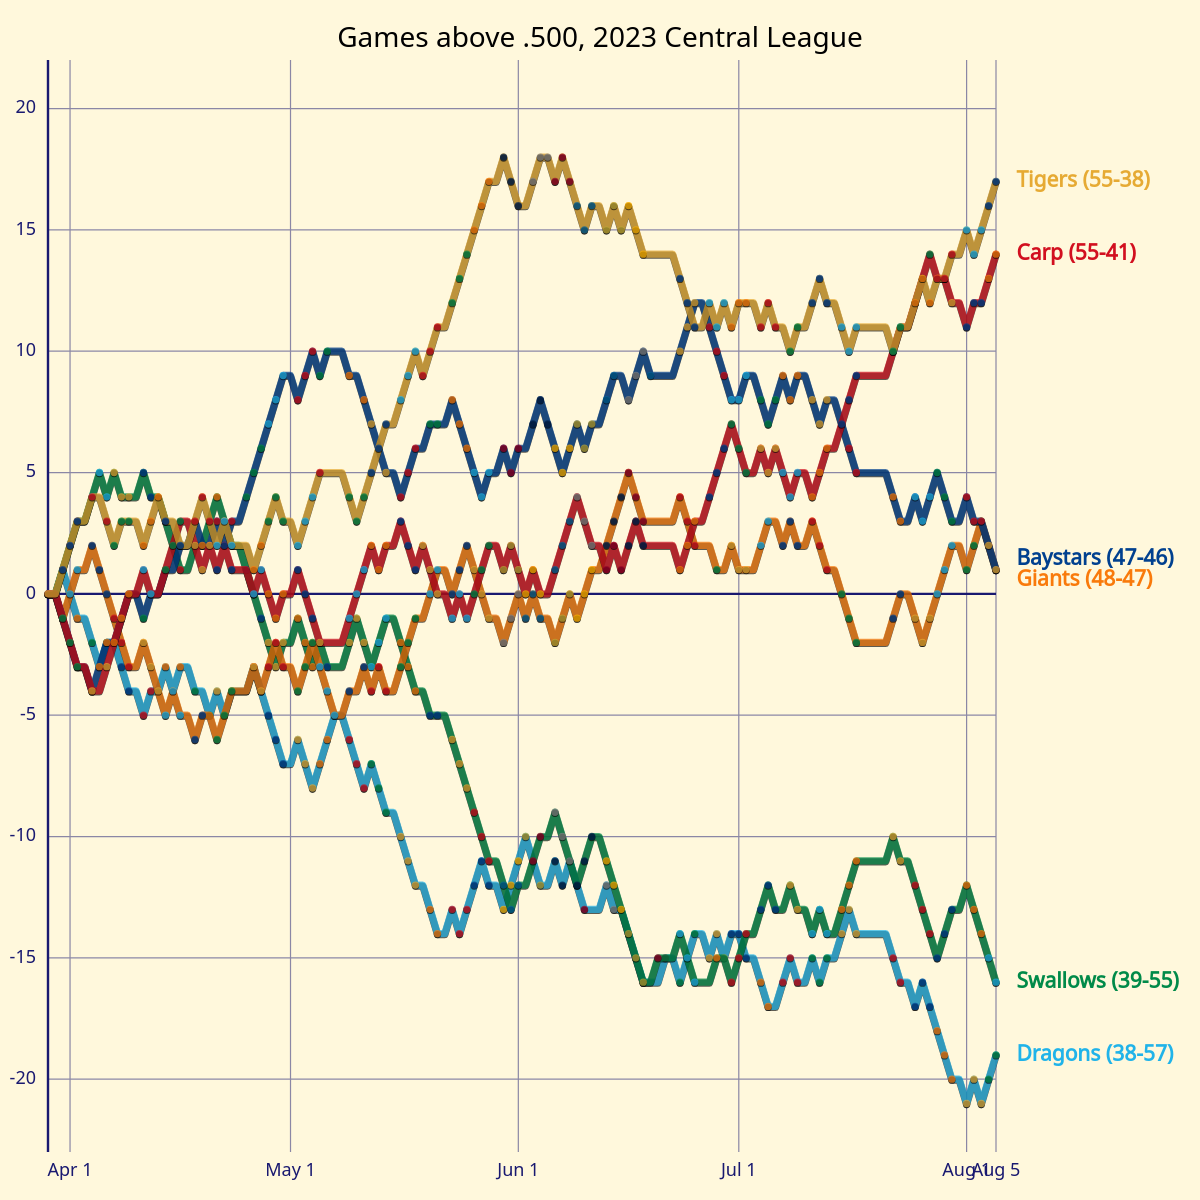 Games above .500, 2023 Central League
20
15
10
5
0
-5
-10
-15
-20
Tigers (55-38)
Carp (55-41)
Baystars (47-46)
Giants (48-47)
Swallows (39-55)
Dragons (38-57)
Apr 1
May 1
Jun 1
Jul 1
Aug 1
Aug 5